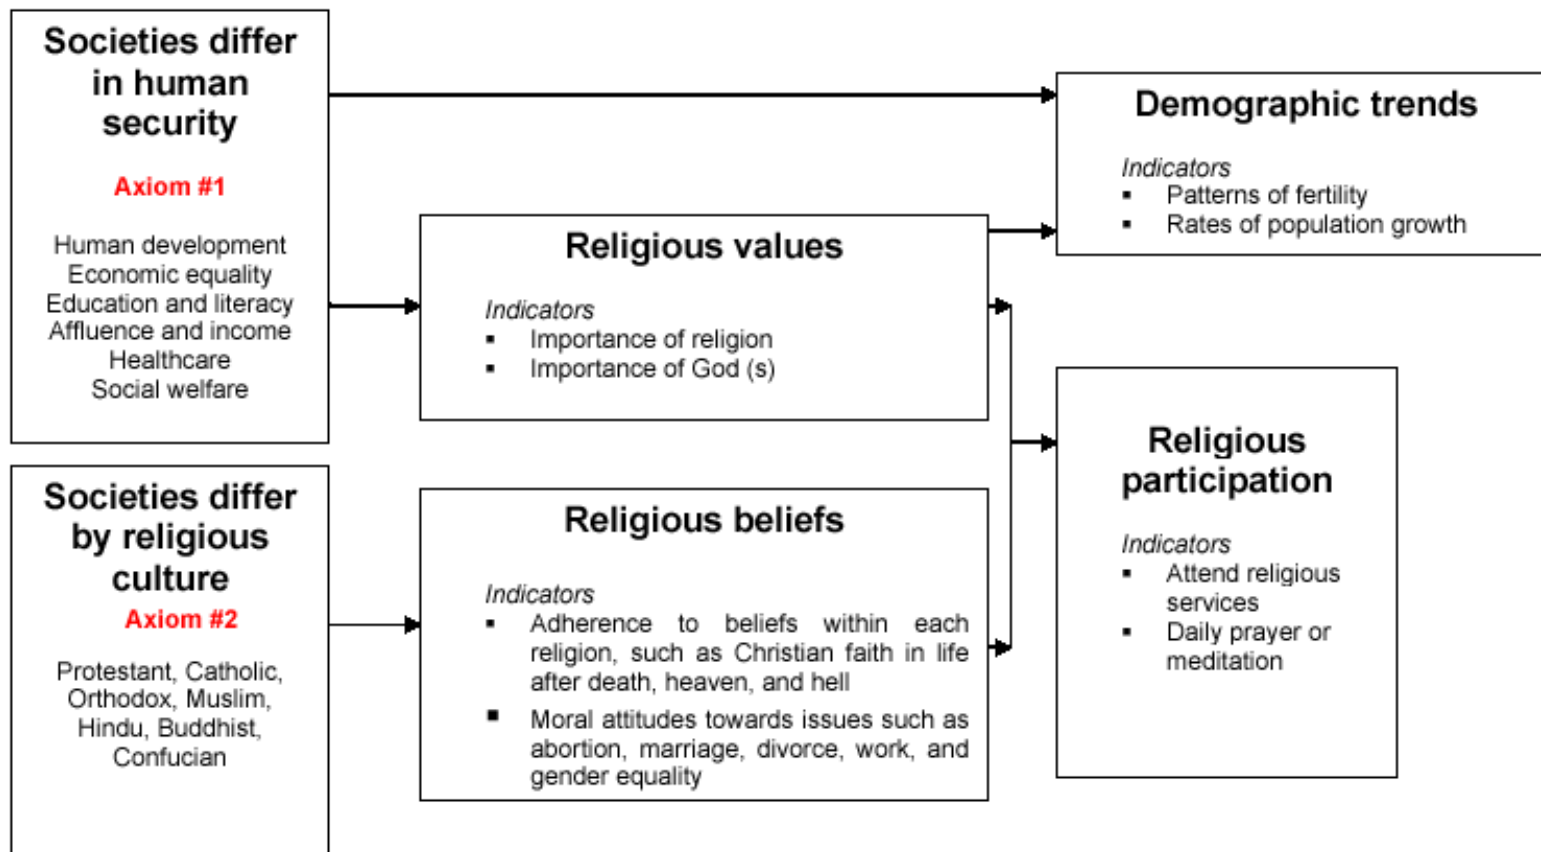 Societies differ
in human
security
Axiom #1
Human development
Economic equality
Education and literacy
Affluence and income
Healthcare
Social welfare
Societies differ
by religious
culture
Axiom #2
Protestant, Catholic,
Orthodox, Muslim,
Hindu, Buddhist,
Confucian
Religious values
Indicators
▪ Importance of religion
▪ Importance of God (s)
Religious beliefs
Indicators
▪ Adherence to beliefs within each
religion, such as Christian faith in life
after death, heaven, and hell
▪ Moral attitudes towards issues such as
abortion, marriage, divorce, work, and
gender equality
Demographic trends
Indicators
▪ Patterns of fertility
▪ Rates of population growth
Religious
participation
Indicators
▪ Attend religious
services
▪ Daily prayer or
meditation